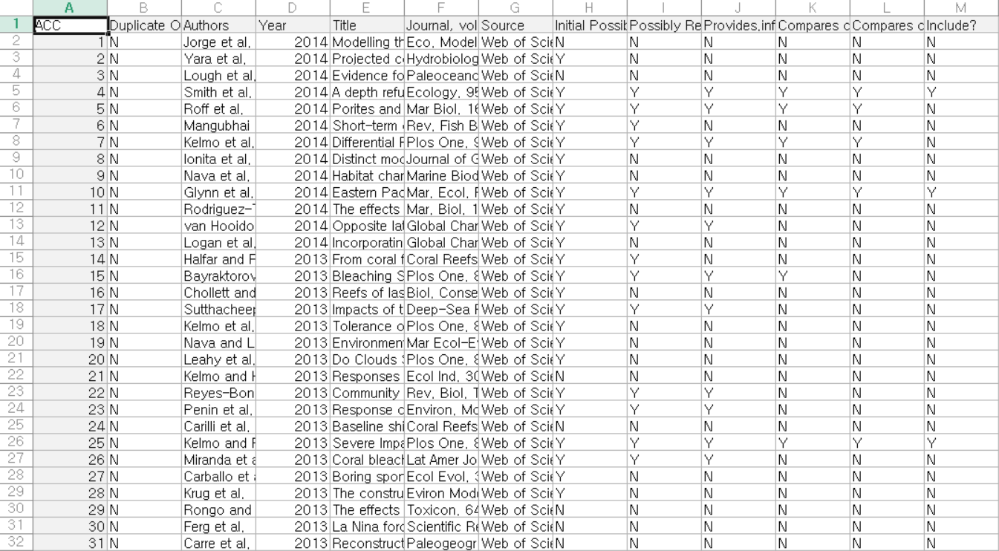 A B C D E F G H I J K L M
1 ACC Duplicate O Authors Year Title Journal, vol Source Initial Possib Possibly Re Provides,inf Compares c Compares c Include?
2 1 N Jorge et al, 2014 Modelling th Eco, Model Web of Scie N N N N N N
3 2 N Yara et al, 2014 Projected co Hydrobiolog Web of Scie Y N N N N N
4 3 N Lough et al, 2014 Evidence fo Paleoceano Web of Scie N N N N N N
5 4 N Smith et al, 2014 A depth refu Ecology, 95 Web of Scie Y Y Y Y Y Y
6 5 N Roff et al, 2014 Porites and Mar Biol, 16 Web of Scie Y Y Y Y Y N
7 6 N Mangubhai 2014 Short-term Rev, Fish B Web of Scie Y Y N N N N
8 7 N Kelmo et al, 2014 Differential R Plos One, 9 Web of Scie Y Y Y Y Y N
9 8 N Ionita et al, 2014 Distinct moc Journal of G Web of Scie Y N N N N N
10 9 N Nava et al, 2014 Habitat char Marine Biod Web of Scie Y N N N N N
11 10 N Glynn et al, 2014 Eastern Pac Mar, Ecol, P Web of Scie Y Y Y Y Y Y
12 11 N Rodriguez-T 2014 The effects Mar, Biol, 1 Web of Scie Y N N N N N
13 12 N van Hooido 2014 Opposite lat Global Char Web of Scie Y Y Y N N N
14 13 N Logan et al, 2014 Incorporatin Global Char Web of Scie Y N N N N N
15 14 N Halfar and F 2013 From coral f Coral Reefs Web of Scie Y Y N N N N
16 15 N Bayraktorov 2013 Bleaching S Plos One, 8 Web of Scie Y Y Y Y N N
17 16 N Chollett and 2013 Reefs of las Biol, Conse Web of Scie Y N N N N N
18 17 N Sutthacheep 2013 Impacts of t Deep-Sea R Web of Scie Y Y Y N N N
19 18 N Kelmo et al, 2013 Tolerance o Plos One, 8 Web of Scie Y N N N N N
20 19 N Nava and L 2013 Environmen Mar Ecol-E Web of Scie Y N N N N N
21 20 N Leahy et al, 2013 Do Clouds S Plos One, 8 Web of Scie Y N N N N N
22 21 N Kelmo and H 2013 Responses Ecol Ind, 30 Web of Scie N N N N N N
23 22 N Reyes-Bon 2013 Community Rev, Biol, T Web of Scie Y Y Y N N N
24 23 N Penin et al, 2013 Response o Environ, Mo Web of Scie Y Y Y N N N
25 24 N Carilli et al, 2013 Baseline shi Coral Reefs Web of Scie N N N N N N
26 25 N Kelmo and F 2013 Severe Impa Plos One, 8 Web of Scie Y Y Y Y Y Y
27 26 N Miranda et a 2013 Coral bleach Lat Amer Jo Web of Scie Y Y Y N N N
28 27 N Carballo et 2013 Boring spon Ecol Evol, 3 Web of Scie Y N N N N N
29 28 N Krug et al, 2013 The constru Eviron Mode Web of Scie Y N N N N N
30 29 N Rongo and 2013 The effects Toxicon, 64 Web of Scie N N N N N N
31 30 N Ferg et al, 2013 La Nina forc Scientific Re Web of Scie N N N N N N
32 31 N Carre et al, 2013 Reconstruct Paleogeogr Web of Scie N N N N N N